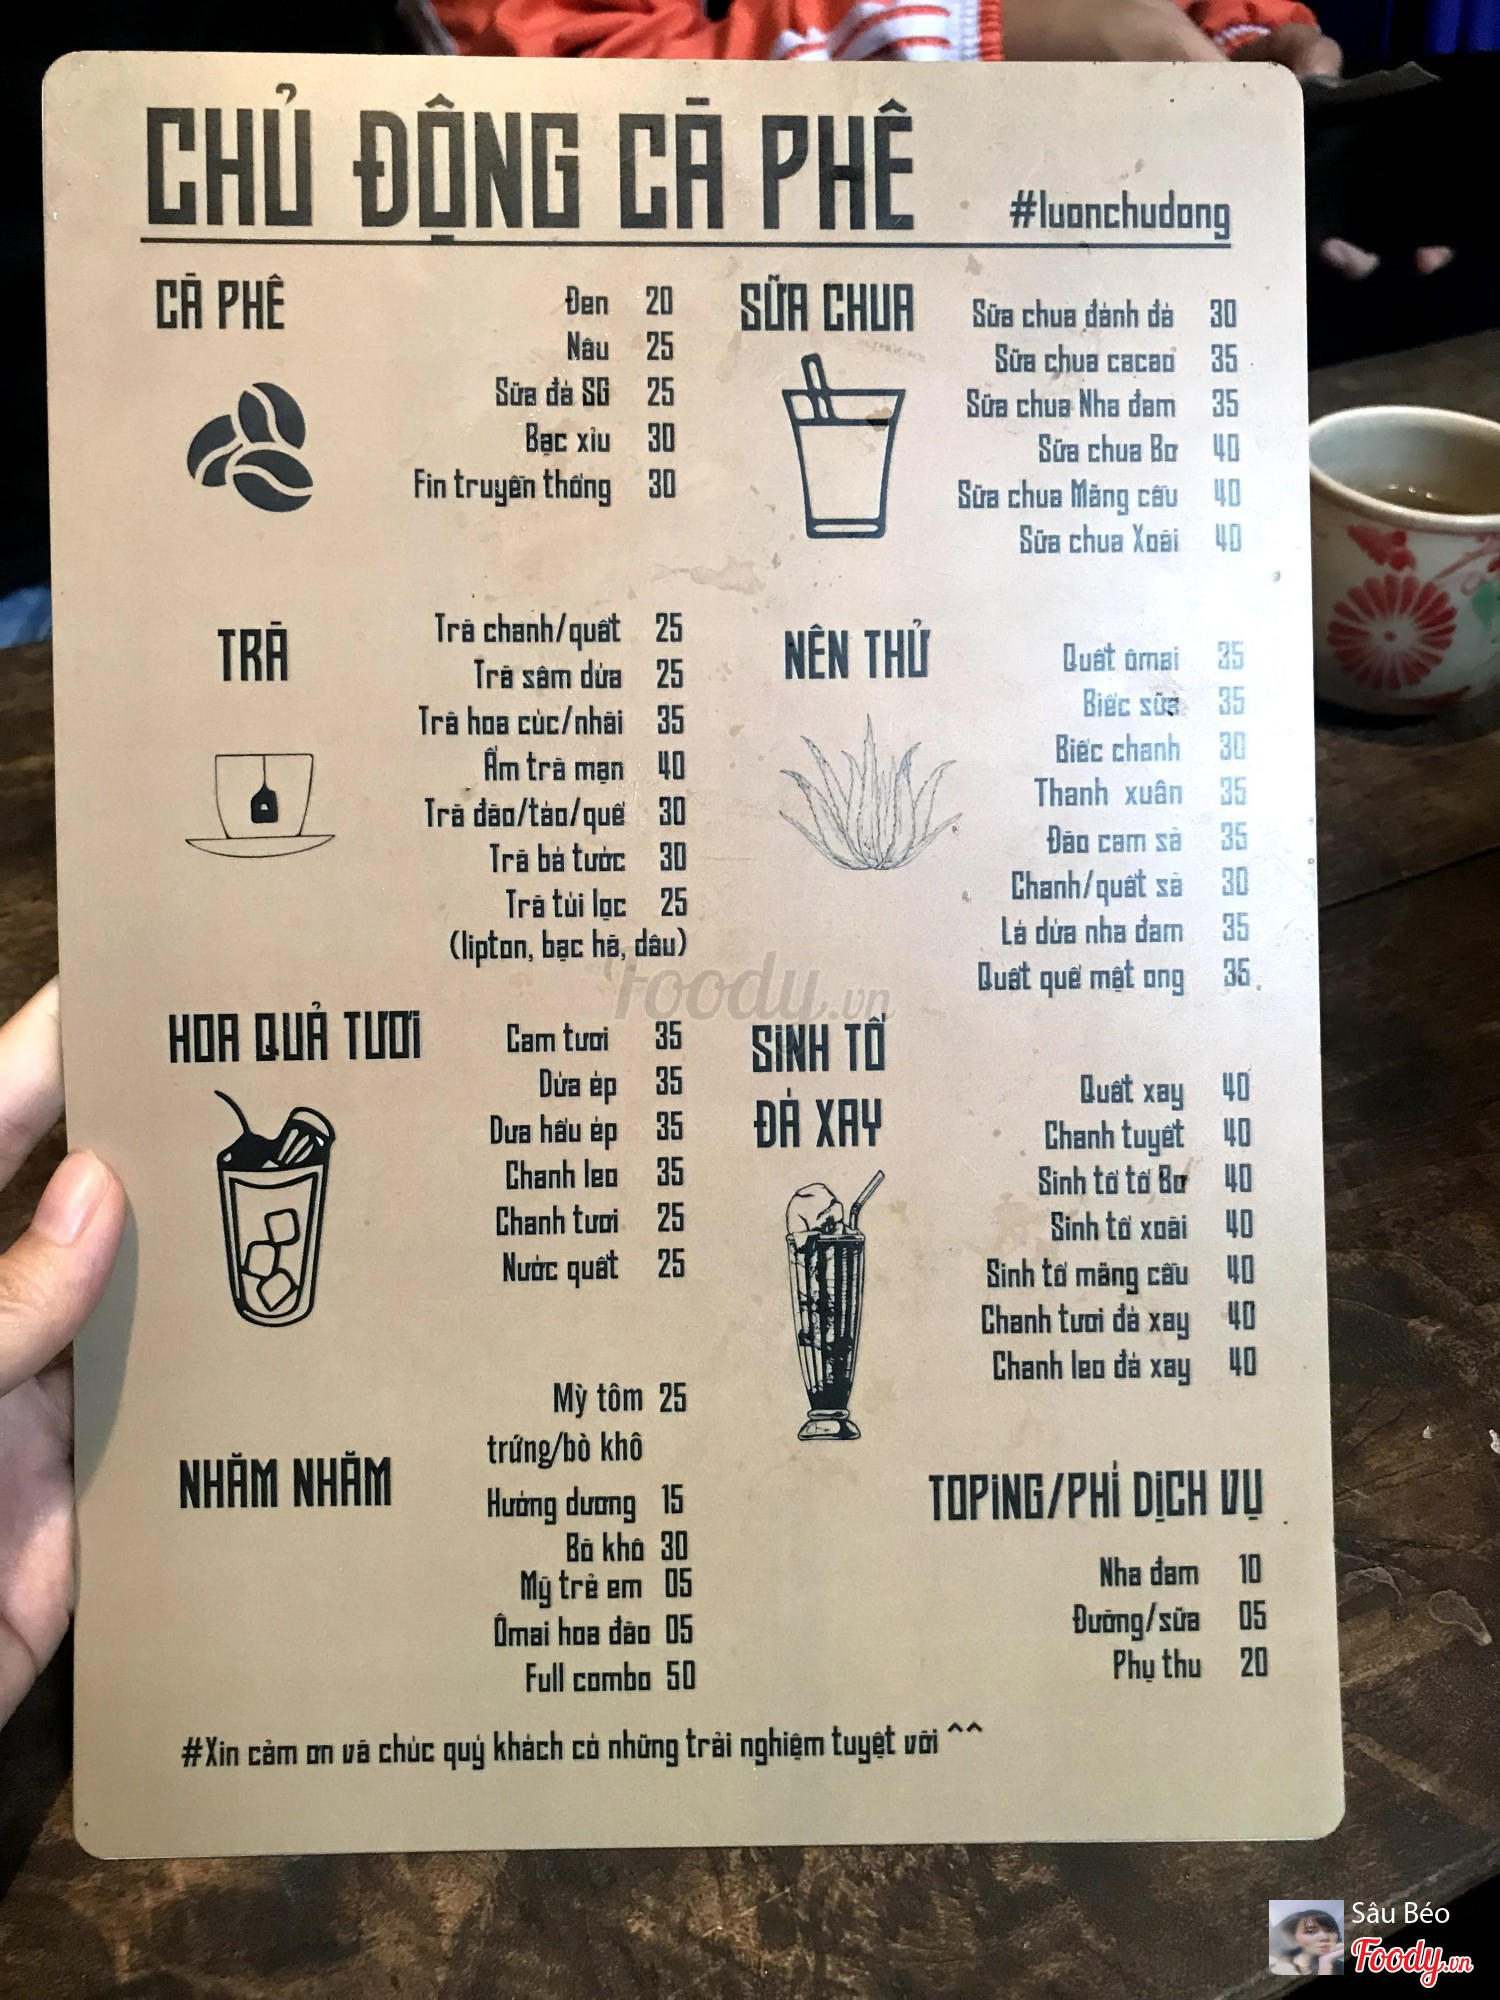 CHỦ ĐỘNG CÀ PHÊ
#luonchudong
CÀ PHÊ
Đen 20
Nâu 25
Sữa đá SG 25
Bạc xỉu 30
Fin truyền thống 30
SỮA CHUA
Sữa chua đánh đá 30
Sữa chua cacao 35
Sữa chua Nha đam 35
Sữa chua Bơ 40
Sữa chua Mãng cầu 40
Sữa chua Xoài 40
TRÀ
Trà chanh/quất 25
Trà sâm dứa 25
Trà hoa cúc/nhài 35
Ấm trà mạn 40
Trà đào/táo/quế 30
Trà bá tước 30
Trà túi lọc 25
(lipton, bạc hà, dâu)
NÊN THỬ
Quất ômai 35
Biếc sữa 35
Biếc chanh 30
Thanh xuân 35
Đào cam sả 35
Chanh/quất sả 30
Lá dứa nha đam 35
Quất quế mật ong 35
HOA QUẢ TƯƠI
Cam tươi 35
Dứa ép 35
Dưa hấu ép 35
Chanh leo 35
Chanh tươi 25
Nước quất 25
SINH TỐ
ĐÁ XAY
Quất xay 40
Chanh tuyết 40
Sinh tố tố Bơ 40
Sinh tố xoài 40
Sinh tố mãng cầu 40
Chanh tươi đá xay 40
Chanh leo đá xay 40
NHĂM NHĂM
Mỳ tôm 25
trứng/bò khô
Hướng dương 15
Bò khô 30
Mỳ trẻ em 05
Ômai hoa đào 05
Full combo 50
TOPING/PHÍ DỊCH VỤ
Nha đam 10
Đường/sữa 05
Phụ thu 20
#Xin cảm ơn và chúc quý khách có những trải nghiệm tuyệt vời ^^
Foody.vn
Sâu Béo
Foody.vn